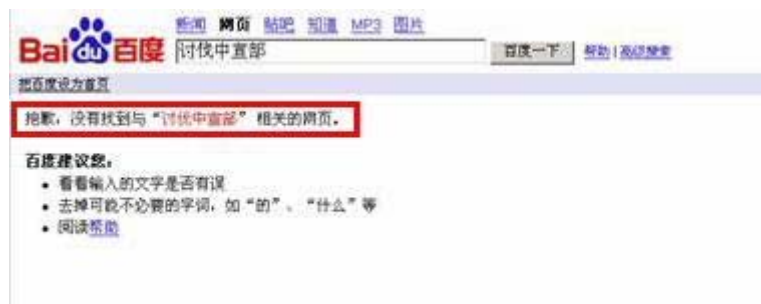 新闻 网页 贴吧 知道 MP3 图片
Bai du 百度 讨伐中宣部 百度一下 帮助 | 高级搜索
把百度设为首页
抱歉，没有找到与“讨伐中宣部”相关的网页。
百度建议您：
• 看看输入的文字是否有误
• 去掉可能不必要的字词，如“的”、“什么”等
• 阅读帮助